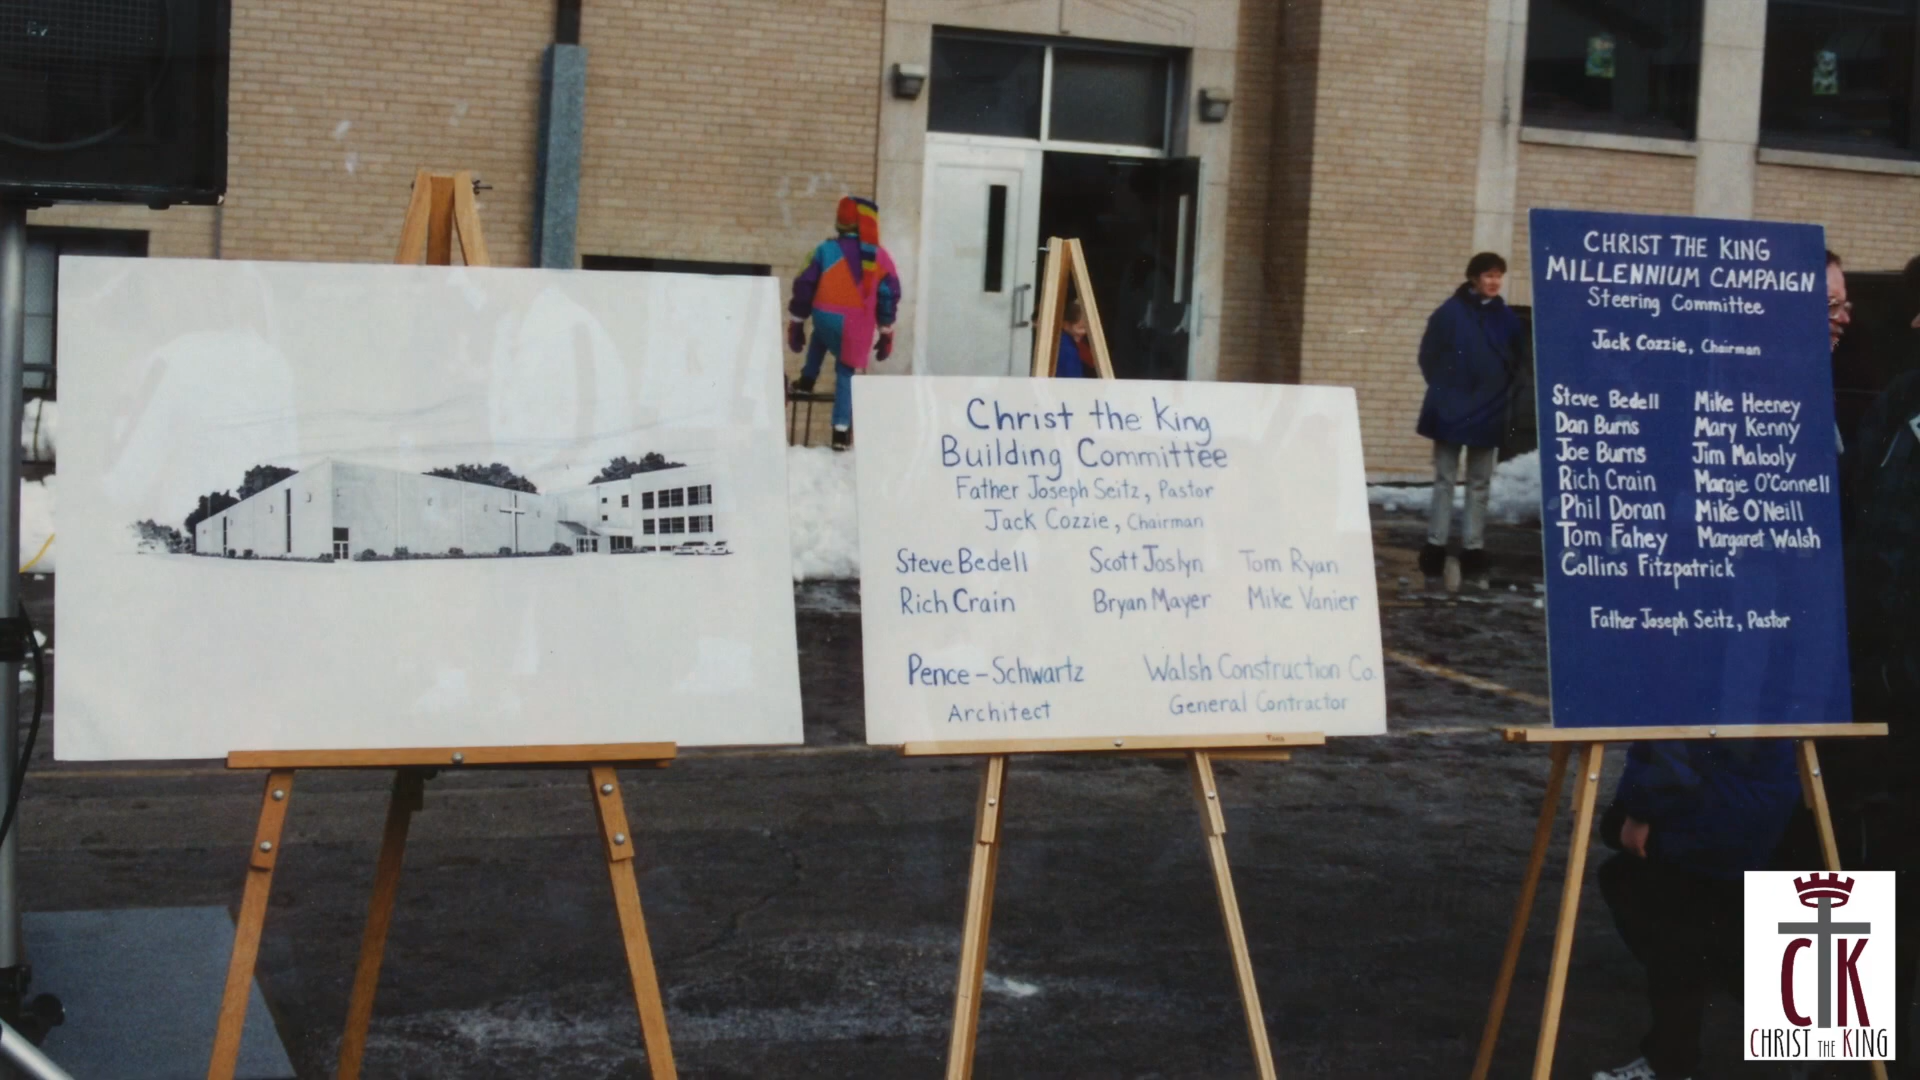 Christ the King
Building Committee
Father Joseph Seitz, Pastor
Jack Cozzie, Chairman
Steve Bedell Scott Joslyn Tom Ryan
Rich Crain Bryan Mayer Mike Vanier
Pence-Schwartz Walsh Construction Co.
Architect General Contractor
CHRIST THE KING
MILLENNIUM CAMPAIGN
Steering Committee
Jack Cozzie, Chairman
Steve Bedell Mike Heeney
Dan Burns Mary Kenny
Joe Burns Jim Malooly
Rich Crain Margie O'Connell
Phil Doran Mike O'Neill
Tom Fahey Margaret Walsh
Collins Fitzpatrick
Father Joseph Seitz, Pastor
CTK
CHRIST THE KING